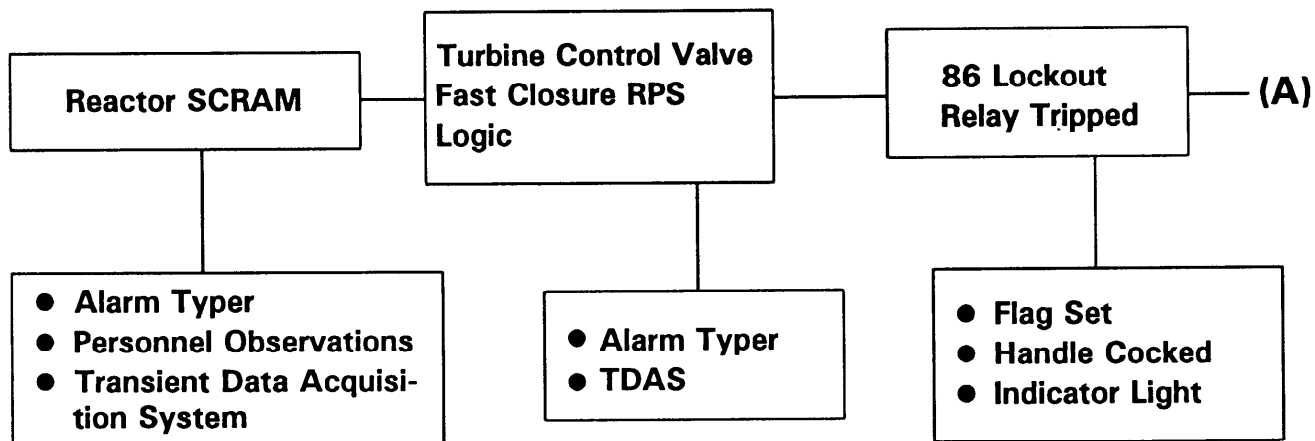 Reactor SCRAM
Turbine Control Valve
Fast Closure RPS
Logic
86 Lockout
Relay Tripped
(A)
● Alarm Typer
● Personnel Observations
● Transient Data Acquisi-
tion System
● Alarm Typer
● TDAS
● Flag Set
● Handle Cocked
● Indicator Light